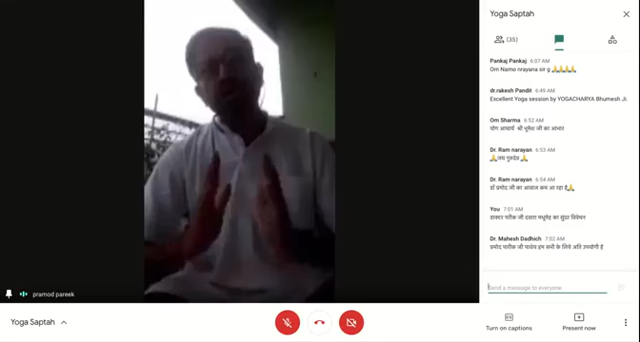 Yoga Saptah
(35)
Pankaj Pankaj 6:07 AM
Om Namo nrayana sir g 🙏🙏🙏🙏
dr.rakesh Pandit 6:49 AM
Excellent Yoga session by YOGACHARYA Bhumesh Ji.
Om Sharma 6:52 AM
योग आचार्य श्री भूमेश जी का आभार
Dr. Ram narayan 6:53 AM
🙏जय गुरुदेव 🙏
Dr. Ram narayan 6:54 AM
डॉ प्रमोद जी का आवाज कम आ रहा है🙏
You 7:01 AM
डाक्टर पारीक जी द्वारा मधुमेह का सुंदर विवेचन
Dr. Mahesh Dadhich 7:02 AM
प्रमोद पारीक जी पाथेय हम सभी के लिये अति उपयोगी है
Send a message to everyone
pramod pareek
Yoga Saptah
Turn on captions
Present now